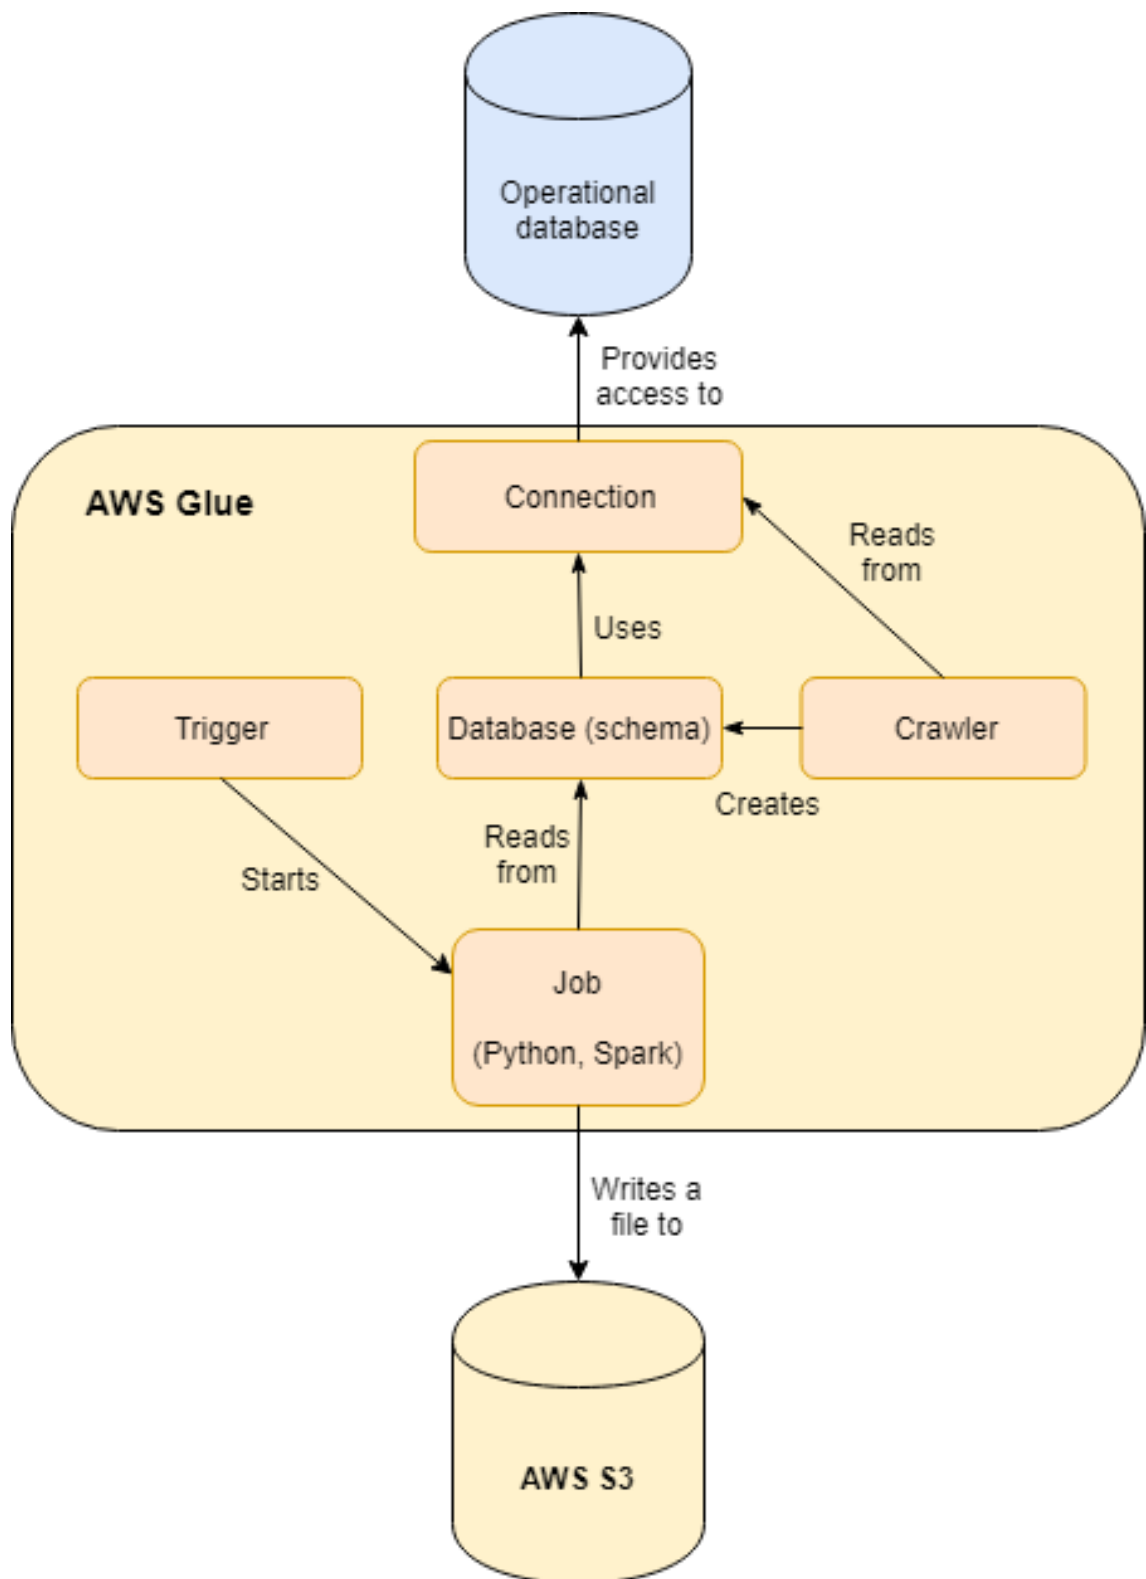 Operational
database
Provides
access to
AWS Glue
Connection
Reads
from
Uses
Trigger
Database (schema)
Crawler
Creates
Reads
from
Starts
Job
(Python, Spark)
Writes a
file to
AWS S3